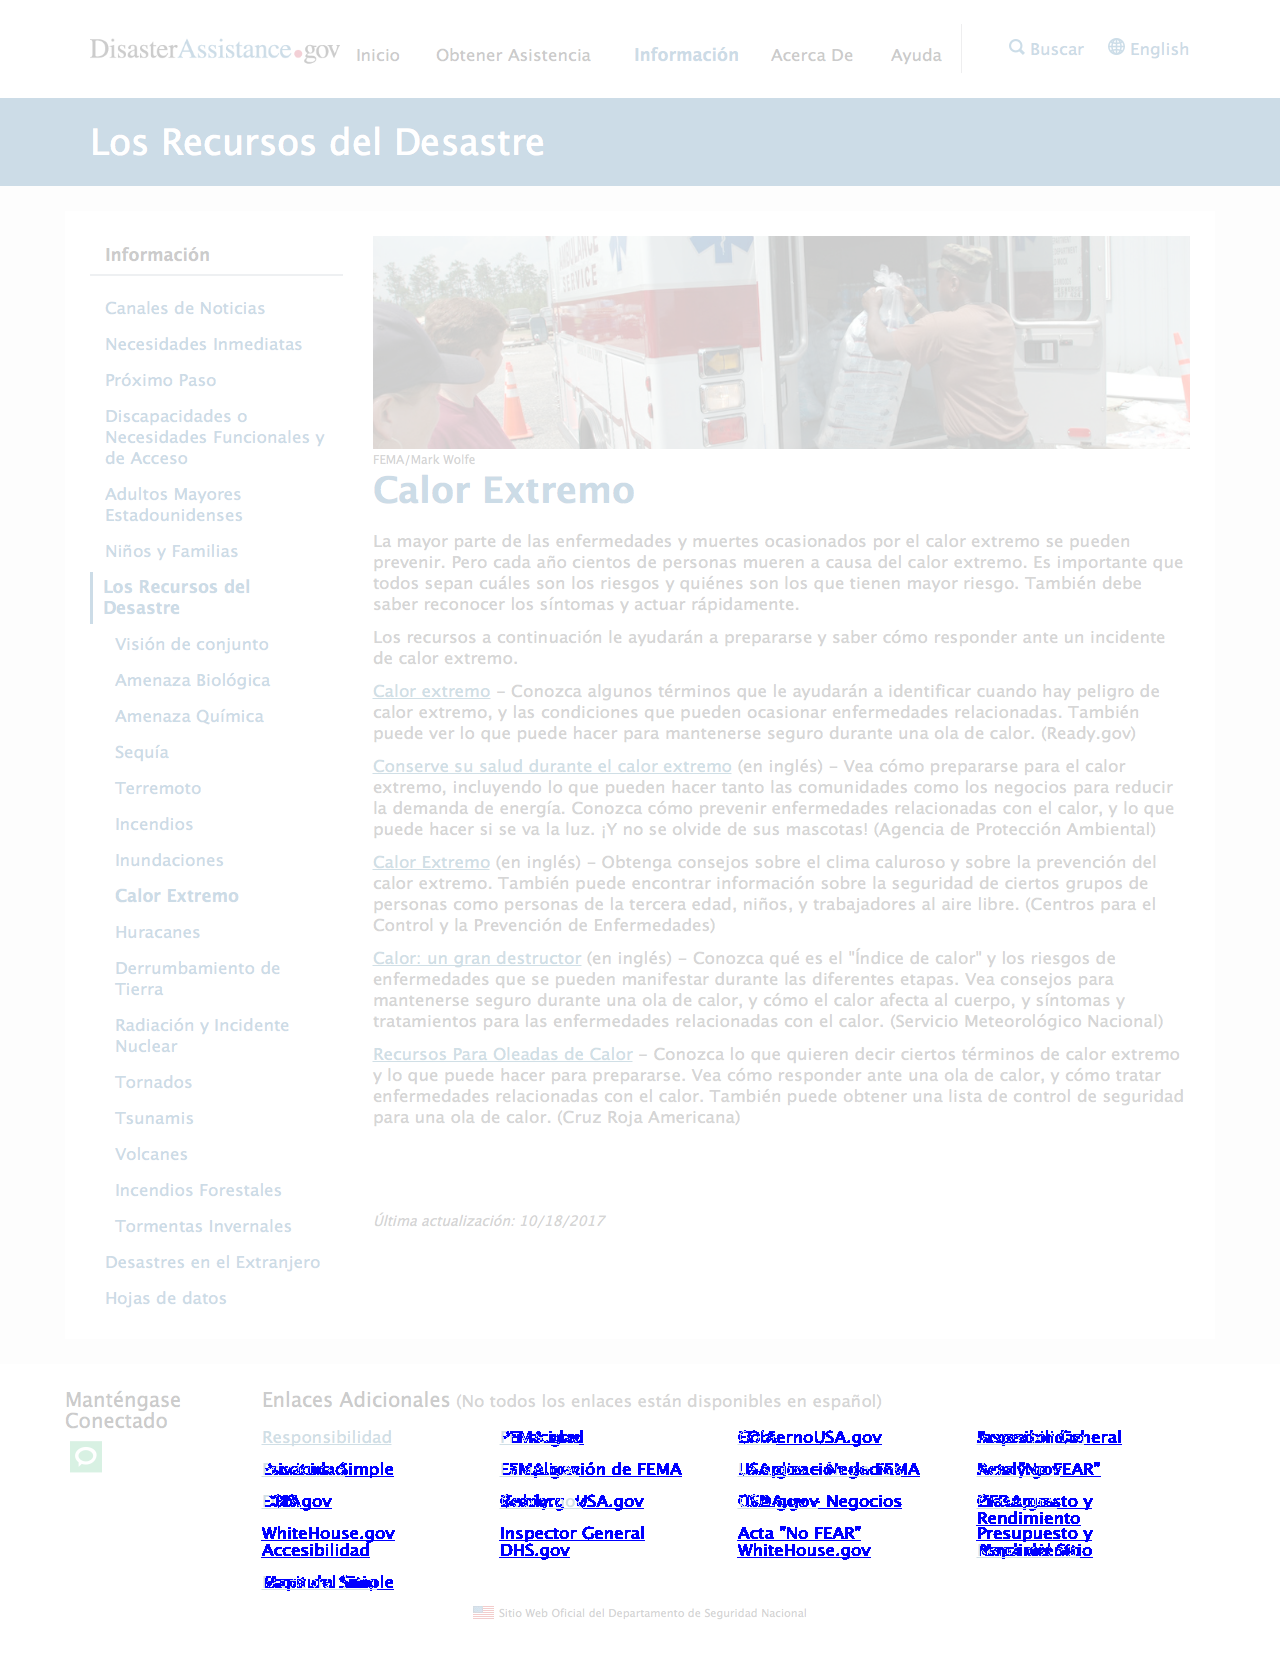 DisasterAssistance.gov Inicio Obtener Asistencia Información Acerca De Ayuda Buscar English
Los Recursos del Desastre
Información
Canales de Noticias
Necesidades Inmediatas
Próximo Paso
Discapacidades o
Necesidades Funcionales y
de Acceso
Adultos Mayores
Estadounidenses
Niños y Familias
Los Recursos del
Desastre
Visión de conjunto
Amenaza Biológica
Amenaza Química
Sequía
Terremoto
Incendios
Inundaciones
Calor Extremo
Huracanes
Derrumbamiento de
Tierra
Radiación y Incidente
Nuclear
Tornados
Tsunamis
Volcanes
Incendios Forestales
Tormentas Invernales
Desastres en el Extranjero
Hojas de datos
AMBULANCE
SERVICE
FEMA/Mark Wolfe
Calor Extremo
La mayor parte de las enfermedades y muertes ocasionados por el calor extremo se pueden
prevenir. Pero cada año cientos de personas mueren a causa del calor extremo. Es importante que
todos sepan cuáles son los riesgos y quiénes son los que tienen mayor riesgo. También debe
saber reconocer los síntomas y actuar rápidamente.
Los recursos a continuación le ayudarán a prepararse y saber cómo responder ante un incidente
de calor extremo.
Calor extremo – Conozca algunos términos que le ayudarán a identificar cuando hay peligro de
calor extremo, y las condiciones que pueden ocasionar enfermedades relacionadas. También
puede ver lo que puede hacer para mantenerse seguro durante una ola de calor. (Ready.gov)
Conserve su salud durante el calor extremo (en inglés) – Vea cómo prepararse para el calor
extremo, incluyendo lo que pueden hacer tanto las comunidades como los negocios para reducir
la demanda de energía. Conozca cómo prevenir enfermedades relacionadas con el calor, y lo que
puede hacer si se va la luz. ¡Y no se olvide de sus mascotas! (Agencia de Protección Ambiental)
Calor Extremo (en inglés) – Obtenga consejos sobre el clima caluroso y sobre la prevención del
calor extremo. También puede encontrar información sobre la seguridad de ciertos grupos de
personas como personas de la tercera edad, niños, y trabajadores al aire libre. (Centros para el
Control y la Prevención de Enfermedades)
Calor: un gran destructor (en inglés) – Conozca qué es el "Índice de calor" y los riesgos de
enfermedades que se pueden manifestar durante las diferentes etapas. Vea consejos para
mantenerse seguro durante una ola de calor, y cómo el calor afecta al cuerpo, y síntomas y
tratamientos para las enfermedades relacionadas con el calor. (Servicio Meteorológico Nacional)
Recursos Para Oleadas de Calor – Conozca lo que quieren decir ciertos términos de calor extremo
y lo que puede hacer para prepararse. Vea cómo responder ante una ola de calor, y cómo tratar
enfermedades relacionadas con el calor. También puede obtener una lista de control de seguridad
para una ola de calor. (Cruz Roja Americana)
Última actualización: 10/18/2017
Manténgase
Conectado
Enlaces Adicionales (No todos los enlaces están disponibles en español)
Responsibilidad GobiernoUSA.gov
de FEMA
Negocios
Rendimiento
WhiteHouse.gov Inspector General Acta "No FEAR" Presupuesto y
Accesibilidad DHS.gov WhiteHouse.gov
Sitio Web Oficial del Departamento de Seguridad Nacional